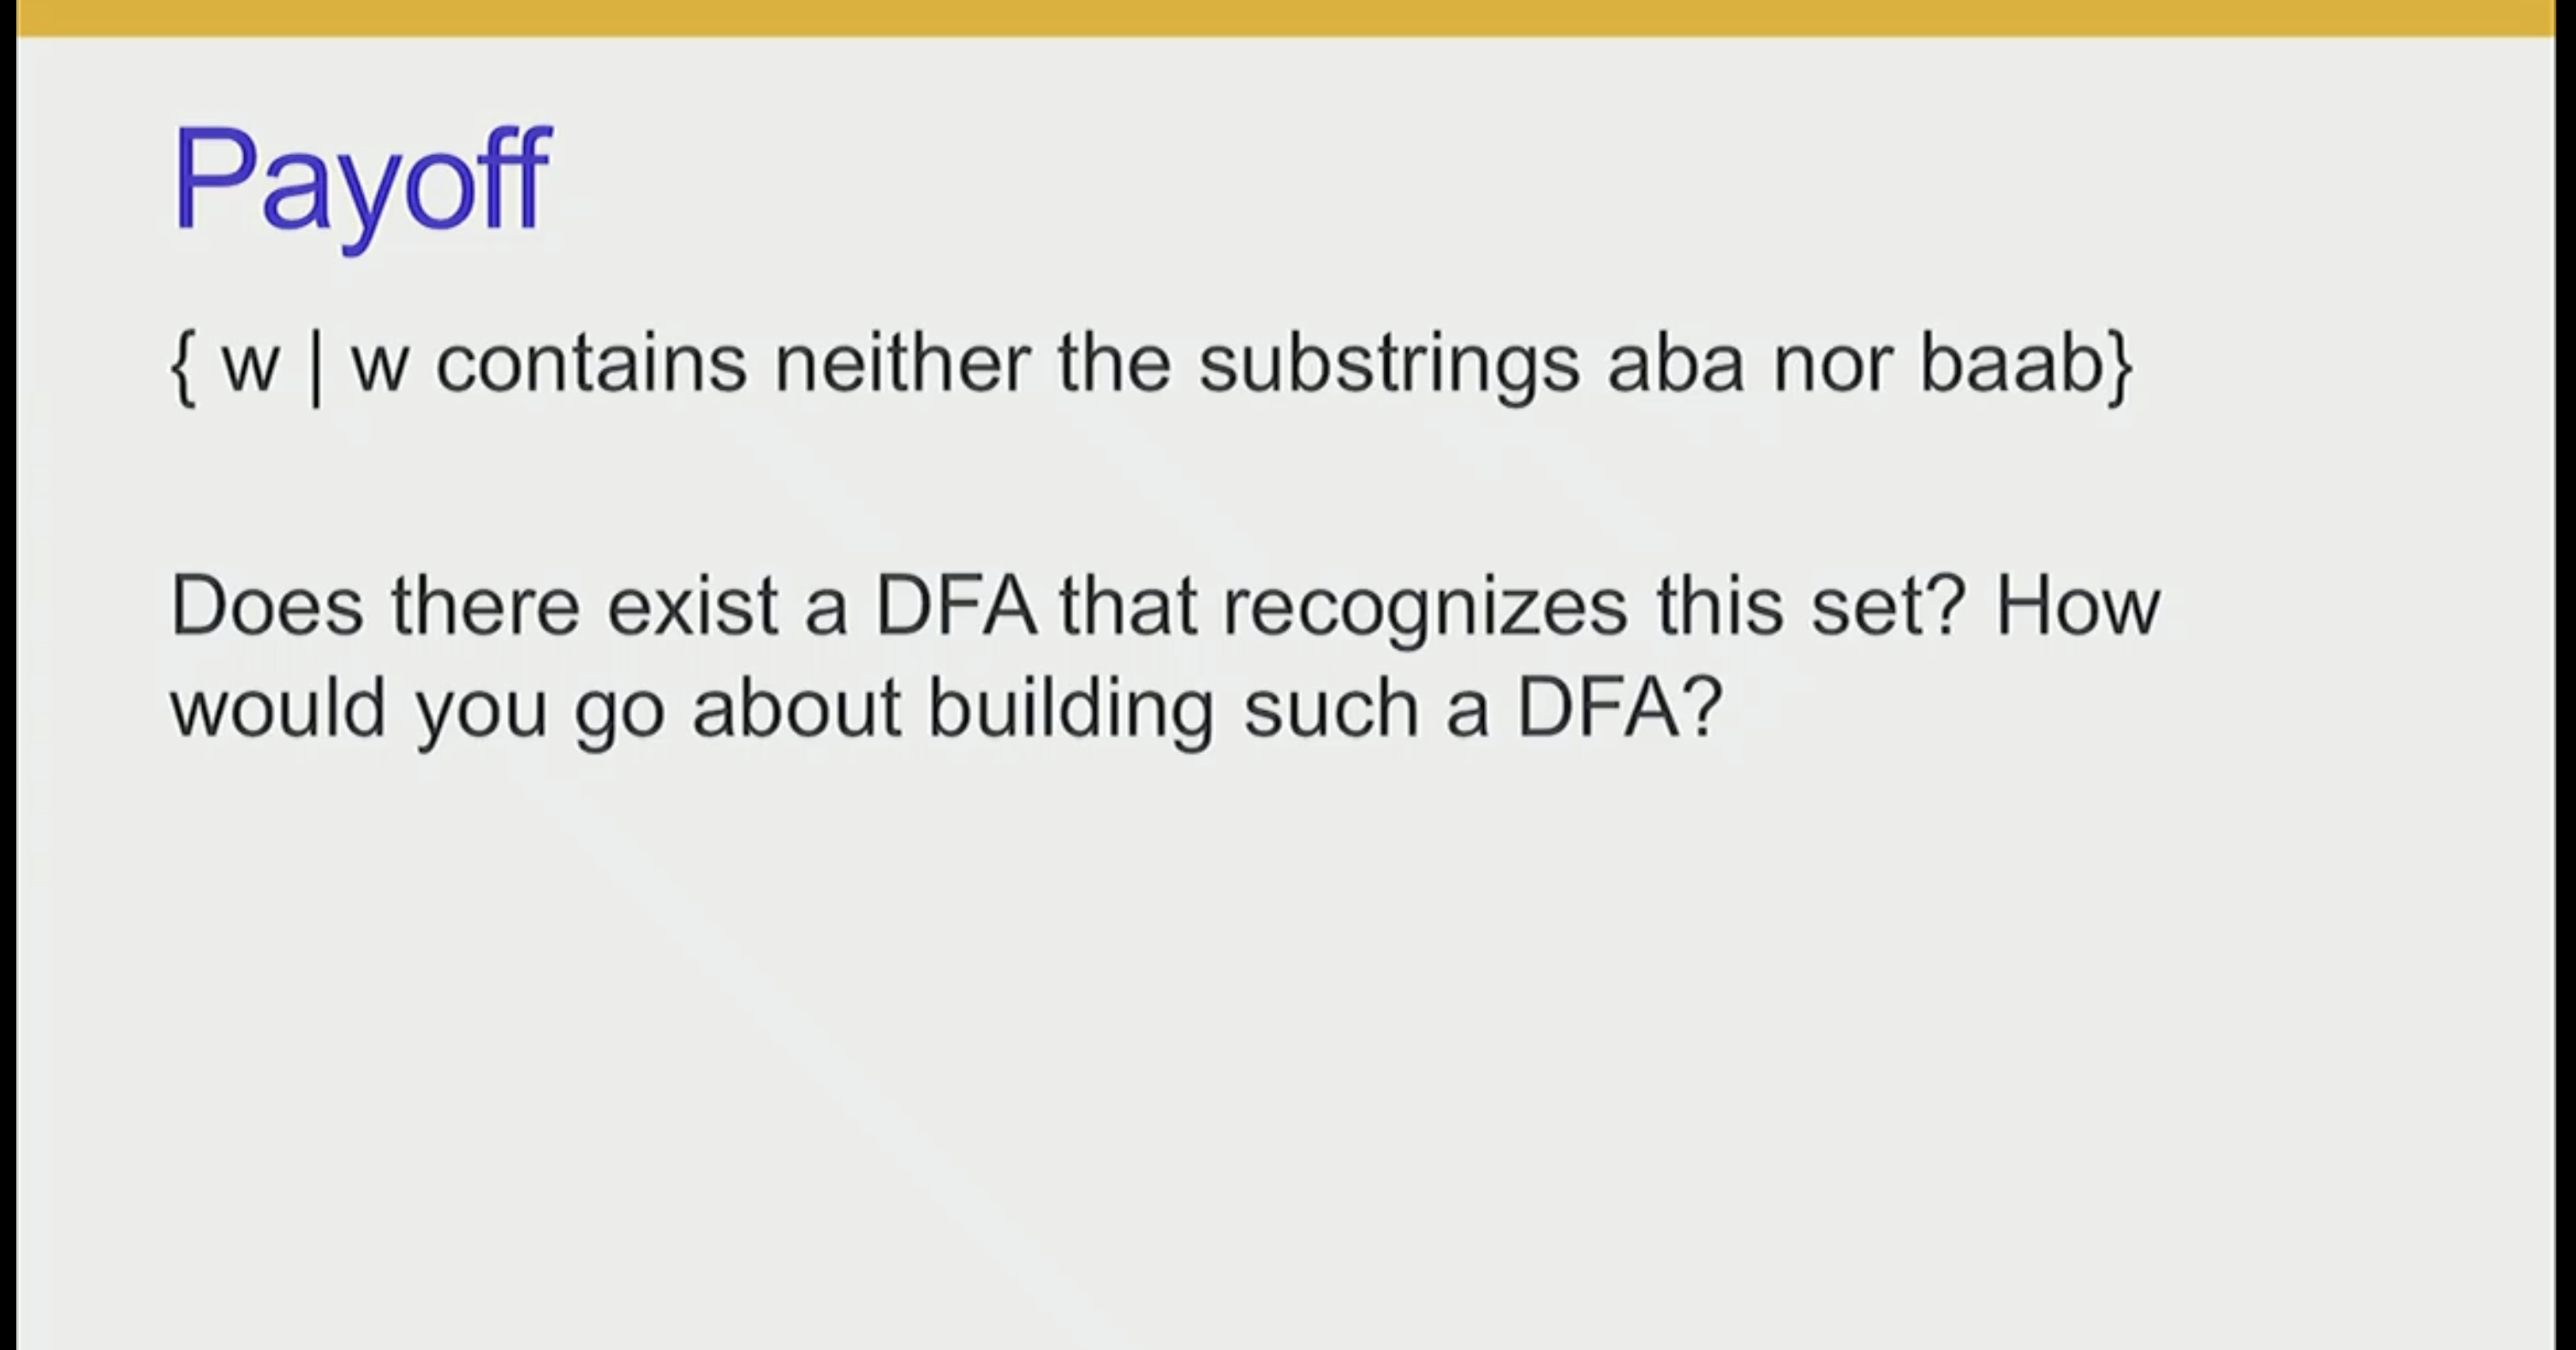 Payoff
{ w | w contains neither the substrings aba nor baab}
Does there exist a DFA that recognizes this set? How
would you go about building such a DFA?